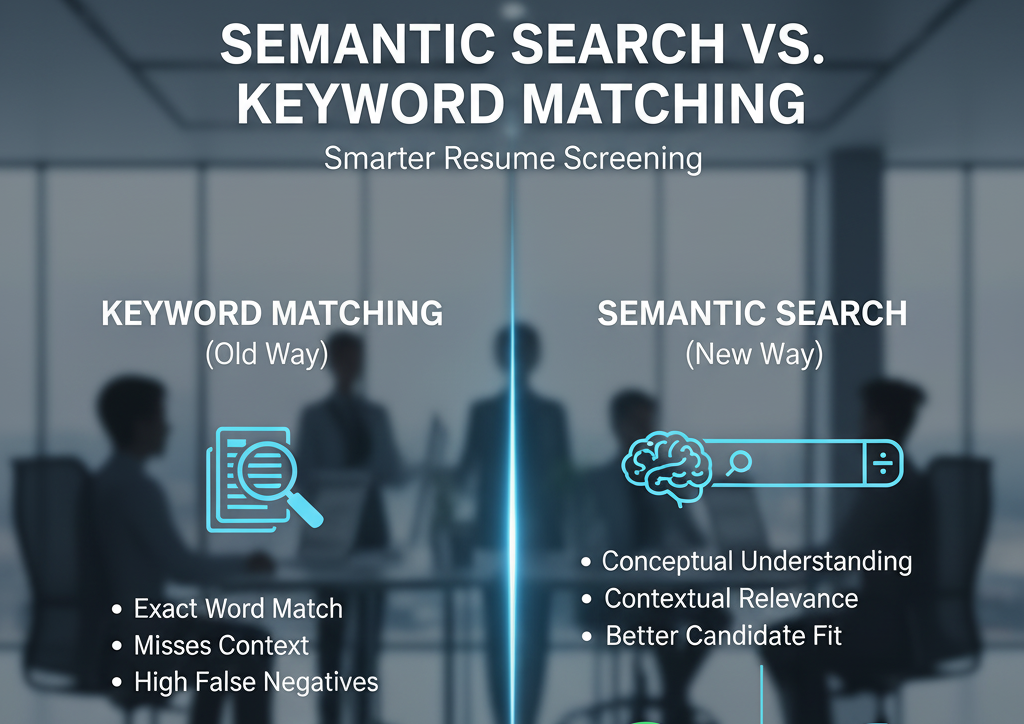 SEMANTIC SEARCH VS.
KEYWORD MATCHING
Smarter Resume Screening
KEYWORD MATCHING
(Old Way)
• Exact Word Match
• Misses Context
• High False Negatives
SEMANTIC SEARCH
(New Way)
• Conceptual Understanding
• Contextual Relevance
• Better Candidate Fit